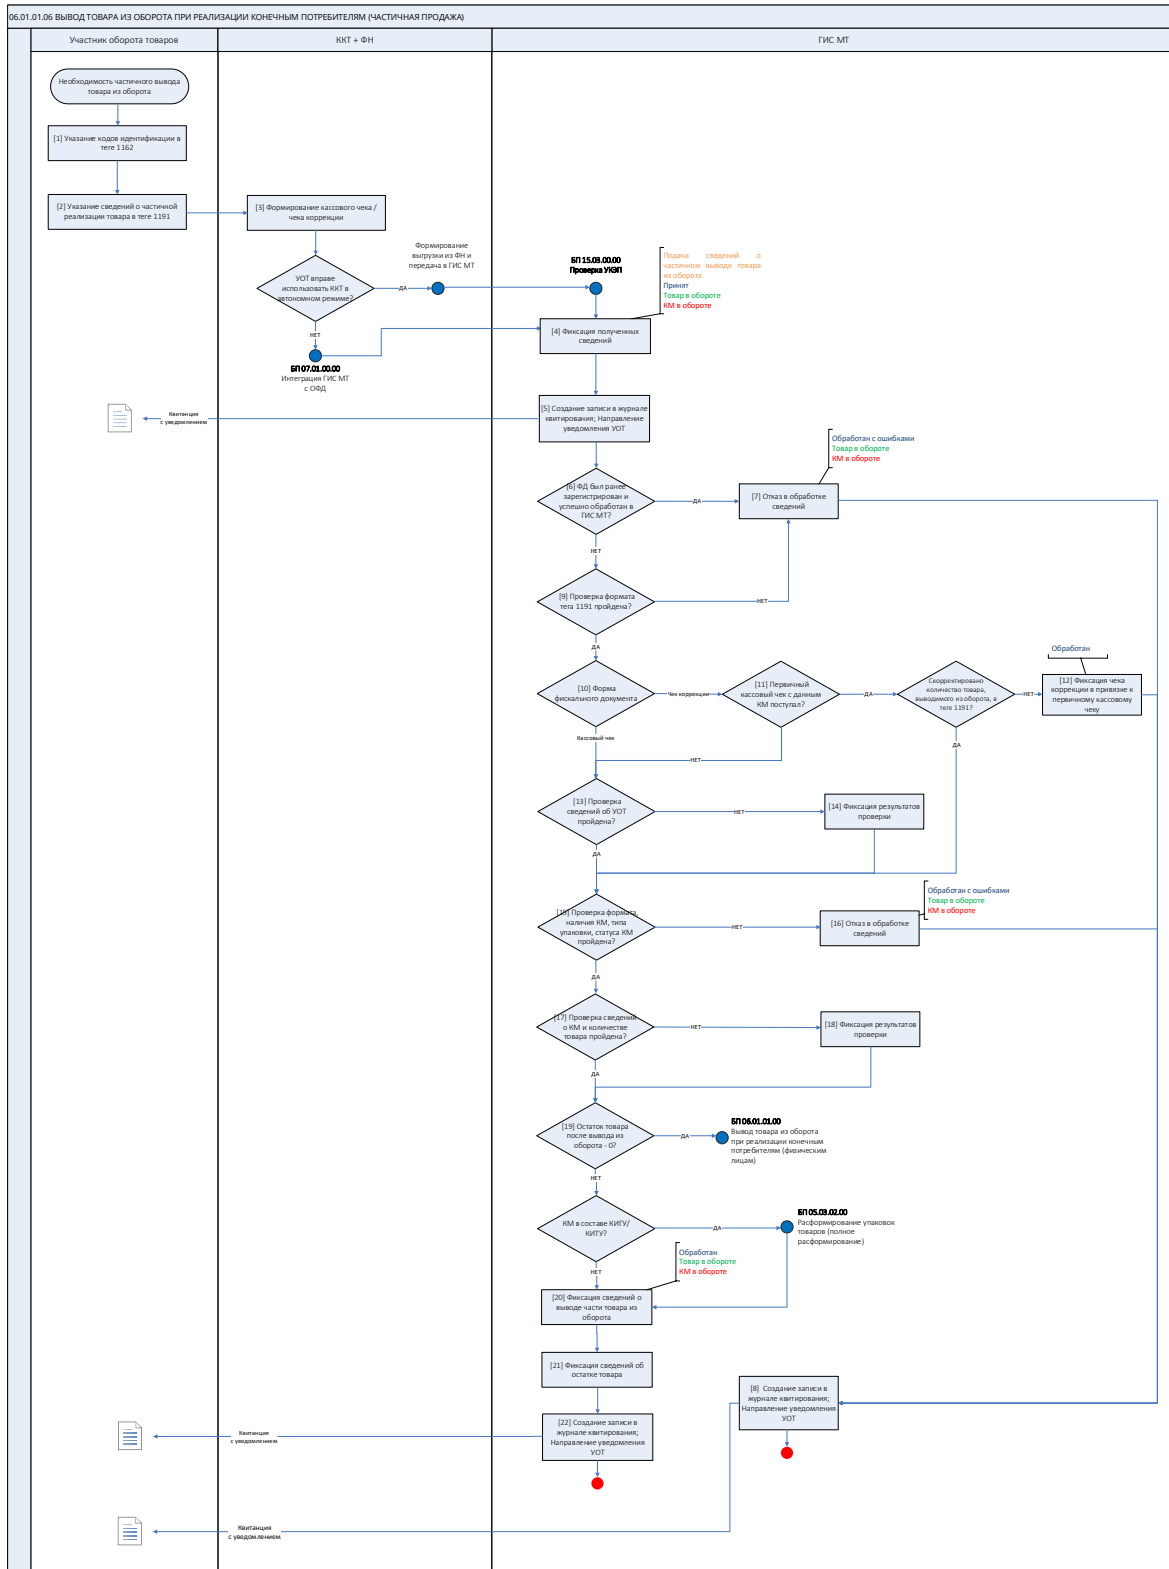 06.01.01.06 ВЫВОД ТОВАРА ИЗ ОБОРОТА ПРИ РЕАЛИЗАЦИИ КОНЕЧНЫМ ПОТРЕБИТЕЛЯМ (ЧАСТИЧНАЯ ПРОДАЖА)
Участник оборота товаров
ККТ + ФН
ГИС МТ
Необходимость частичного вывода
товара из оборота
[1] Указание кодов идентификации в
теге 1162
[2] Указание сведений о частичной
реализации товара в теге 1191
[3] Формирование кассового чека /
чека коррекции
УОТ вправе
использовать ККТ в
автономном режиме?
ДА
НЕТ
Формирование
выгрузки из ФН и
передача в ГИС МТ
БП 15.03.00.00
Проверка УКЭП
Подача сведений о
частичном выводе товара
из оборота
Принят
Товар в обороте
КМ в обороте
БП 07.01.00.00
Интеграция ГИС МТ
с ОФД
[4] Фиксация полученных
сведений
[5] Создание записи в журнале
квитирования; Направление
уведомления УОТ
Квитанция
с уведомлением
[6] ФД был ранее
зарегистрирован и
успешно обработан в
ГИС МТ?
ДА
НЕТ
Обработан с ошибками
Товар в обороте
КМ в обороте
[7] Отказ в обработке
сведений
[9] Проверка формата
тега 1191 пройдена?
НЕТ
ДА
[10] Форма
фискального документа
Чек коррекции
Кассовый чек
[11] Первичный
кассовый чек с данным
КМ поступал?
ДА
НЕТ
Скорректировано
количество товара,
выводимого из оборота, в
теге 1191?
НЕТ
ДА
Обработан
[12] Фиксация чека
коррекции в привязке к
первичному кассовому
чеку
[13] Проверка
сведений об УОТ
пройдена?
НЕТ
ДА
[14] Фиксация результатов
проверки
[15] Проверка формата,
наличия КМ, типа
упаковки, статуса КМ
пройдена?
НЕТ
ДА
Обработан с ошибками
Товар в обороте
КМ в обороте
[16] Отказ в обработке
сведений
[17] Проверка сведений
о КМ и количестве
товара пройдена?
НЕТ
ДА
[18] Фиксация результатов
проверки
[19] Остаток товара
после вывода из
оборота - 0?
ДА
НЕТ
БП 06.01.01.00
Вывод товара из оборота
при реализации конечным
потребителям (физическим
лицам)
КМ в составе КИГУ/
КИТУ?
ДА
НЕТ
БП 05.03.02.00
Расформирование упаковок
товаров (полное
расформирование)
Обработан
Товар в обороте
КМ в обороте
[20] Фиксация сведений о
выводе части товара из
оборота
[21] Фиксация сведений об
остатке товара
[22] Создание записи в
журнале квитирования;
Направление уведомления
УОТ
[8] Создание записи в
журнале квитирования;
Направление уведомления
УОТ
Квитанция
с уведомлением
Квитанция
с уведомлением